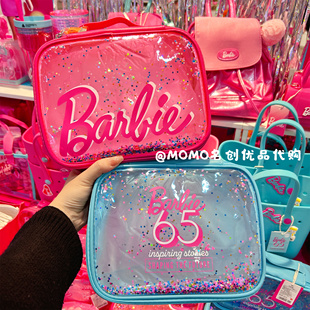 Barbie
@MOMO名创优品代购
Barbie
65
inspiring stories